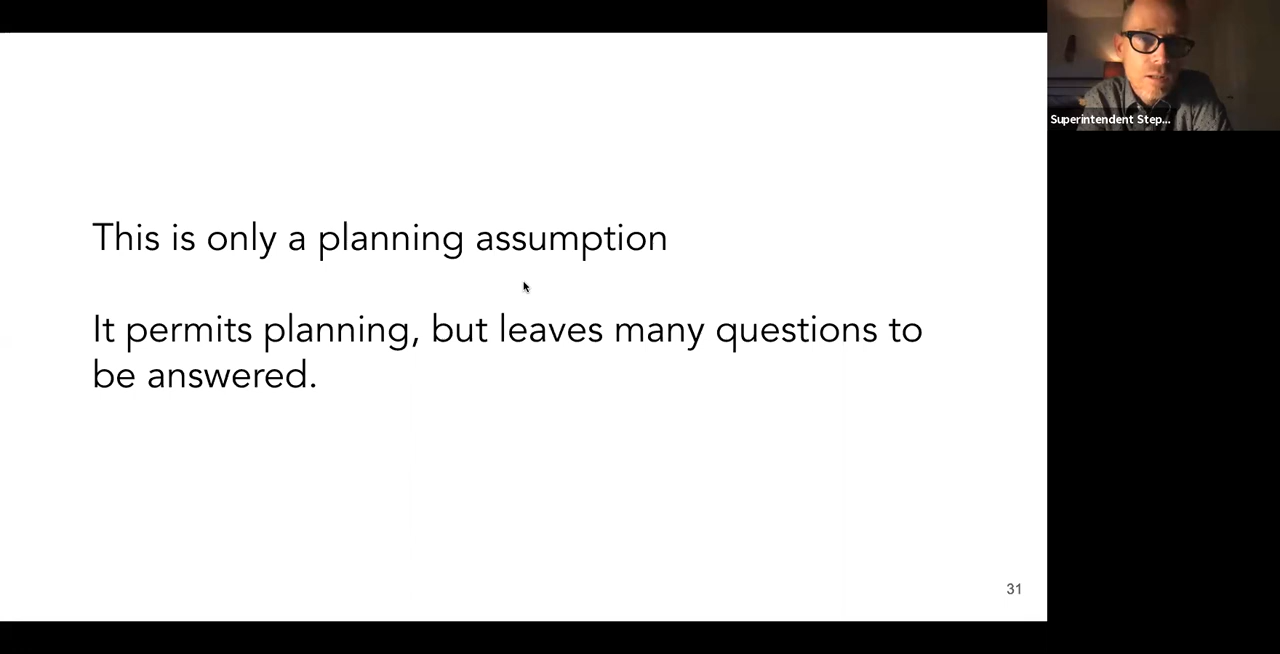 Superintendent Step...
This is only a planning assumption
It permits planning, but leaves many questions to
be answered.
31